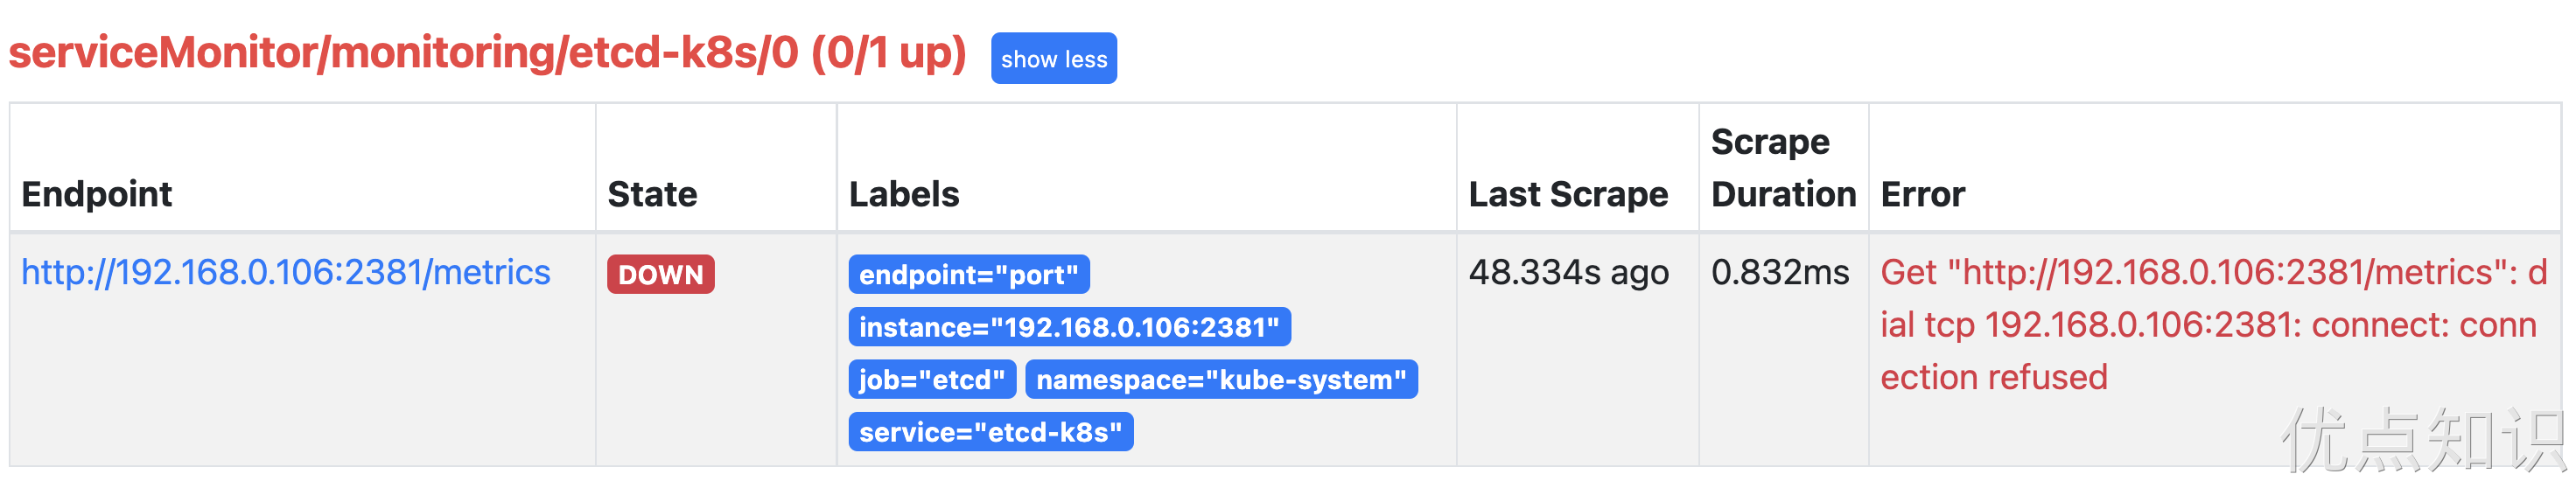 serviceMonitor/monitoring/etcd-k8s/0 (0/1 up) show less
Endpoint State Labels Last Scrape Scrape Duration Error
http://192.168.0.106:2381/metrics DOWN endpoint="port" 48.334s ago 0.832ms Get "http://192.168.0.106:2381/metrics": d
instance="192.168.0.106:2381" ial tcp 192.168.0.106:2381: connect: conn
job="etcd" namespace="kube-system" ection refused
service="etcd-k8s"
优点知识